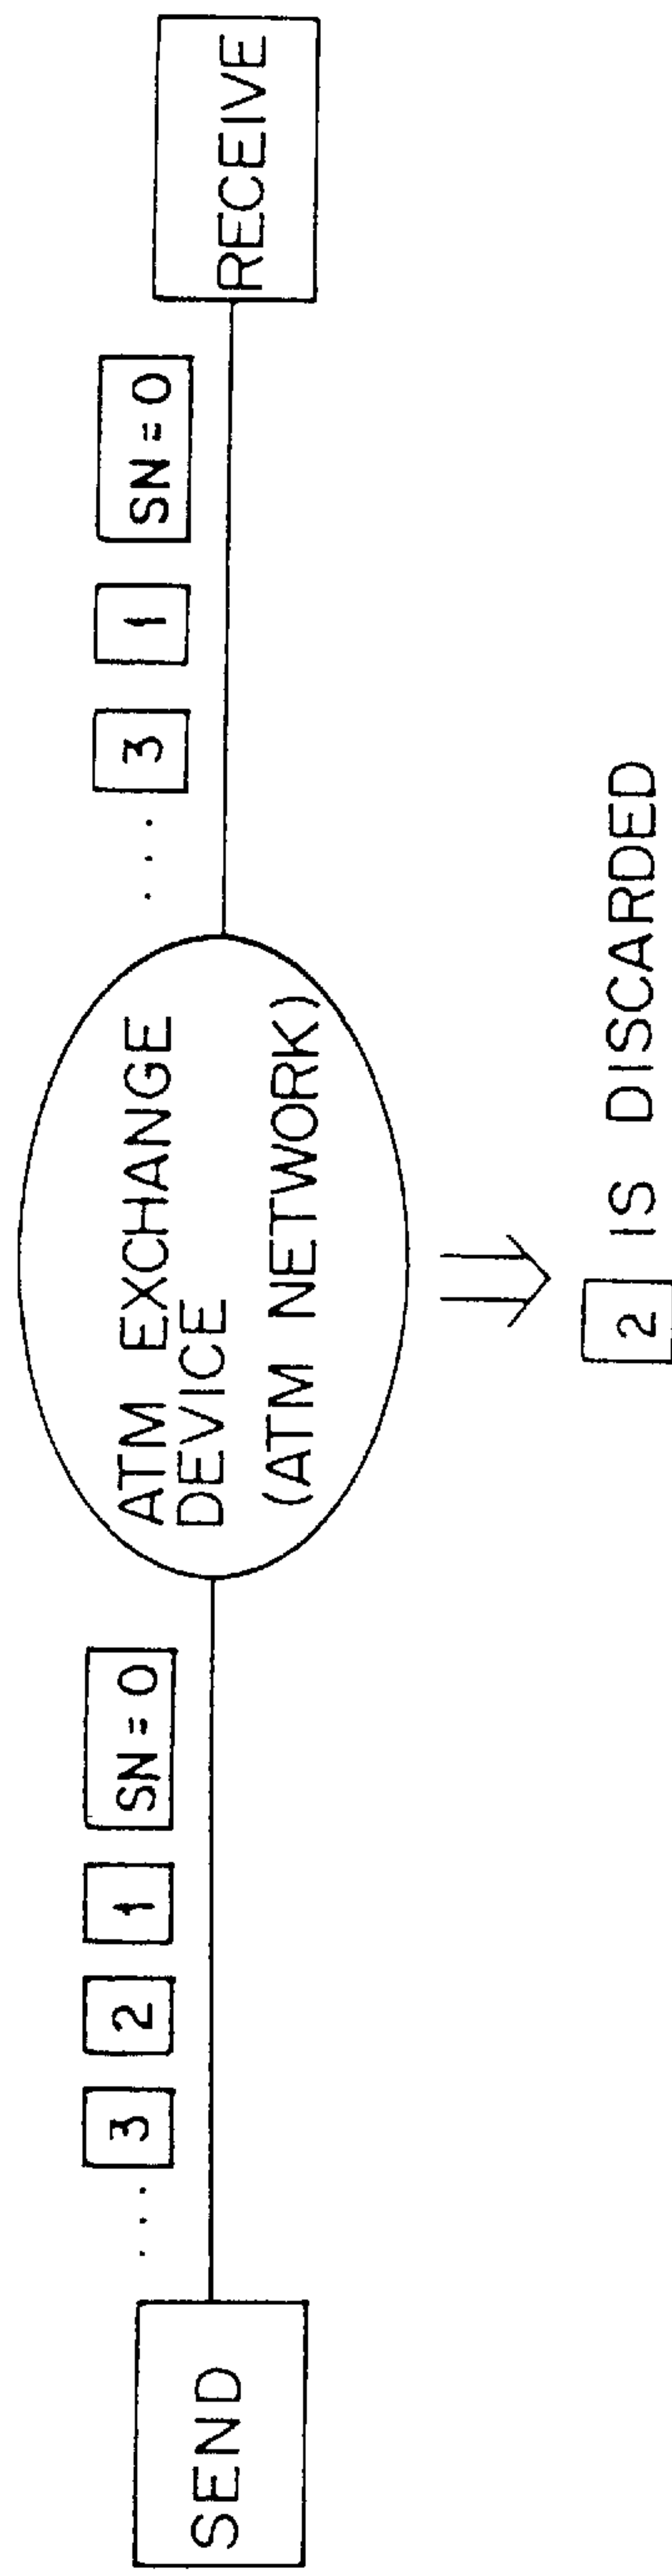 SEND
... 3 2 1 SN=0
ATM EXCHANGE
DEVICE
(ATM NETWORK)
... 3 1 SN=0
RECEIVE
2 IS DISCARDED